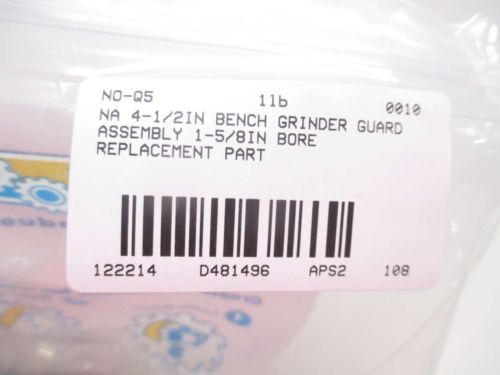 NO-Q5 11b 0010
NA 4-1/2IN BENCH GRINDER GUARD
ASSEMBLY 1-5/8IN BORE
REPLACEMENT PART
122214 D481496 APS2 108